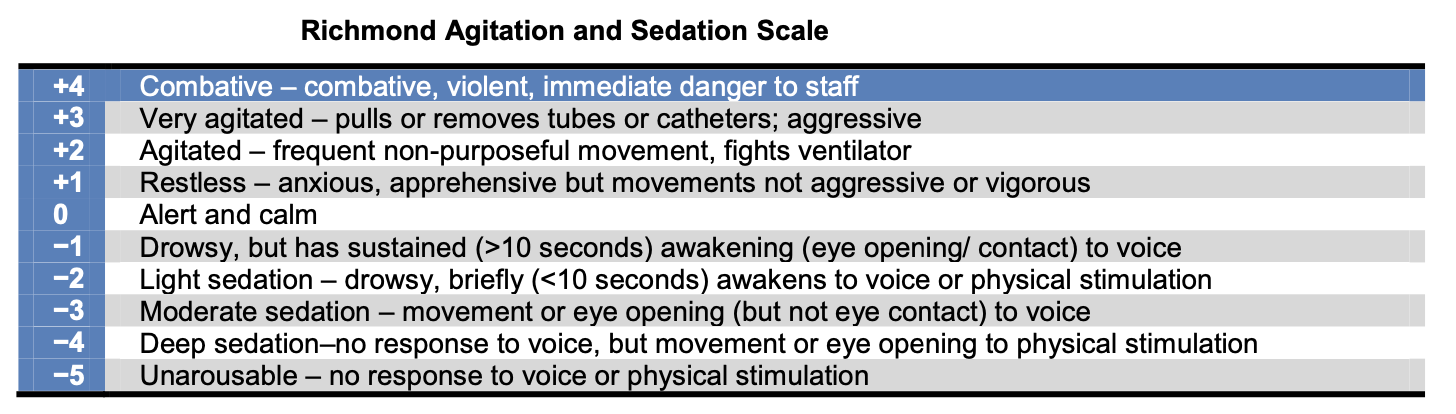 Richmond Agitation and Sedation Scale
+4 Combative – combative, violent, immediate danger to staff
+3 Very agitated – pulls or removes tubes or catheters; aggressive
+2 Agitated – frequent non-purposeful movement, fights ventilator
+1 Restless – anxious, apprehensive but movements not aggressive or vigorous
0 Alert and calm
−1 Drowsy, but has sustained (>10 seconds) awakening (eye opening/ contact) to voice
−2 Light sedation – drowsy, briefly (<10 seconds) awakens to voice or physical stimulation
−3 Moderate sedation – movement or eye opening (but not eye contact) to voice
−4 Deep sedation–no response to voice, but movement or eye opening to physical stimulation
−5 Unarousable – no response to voice or physical stimulation